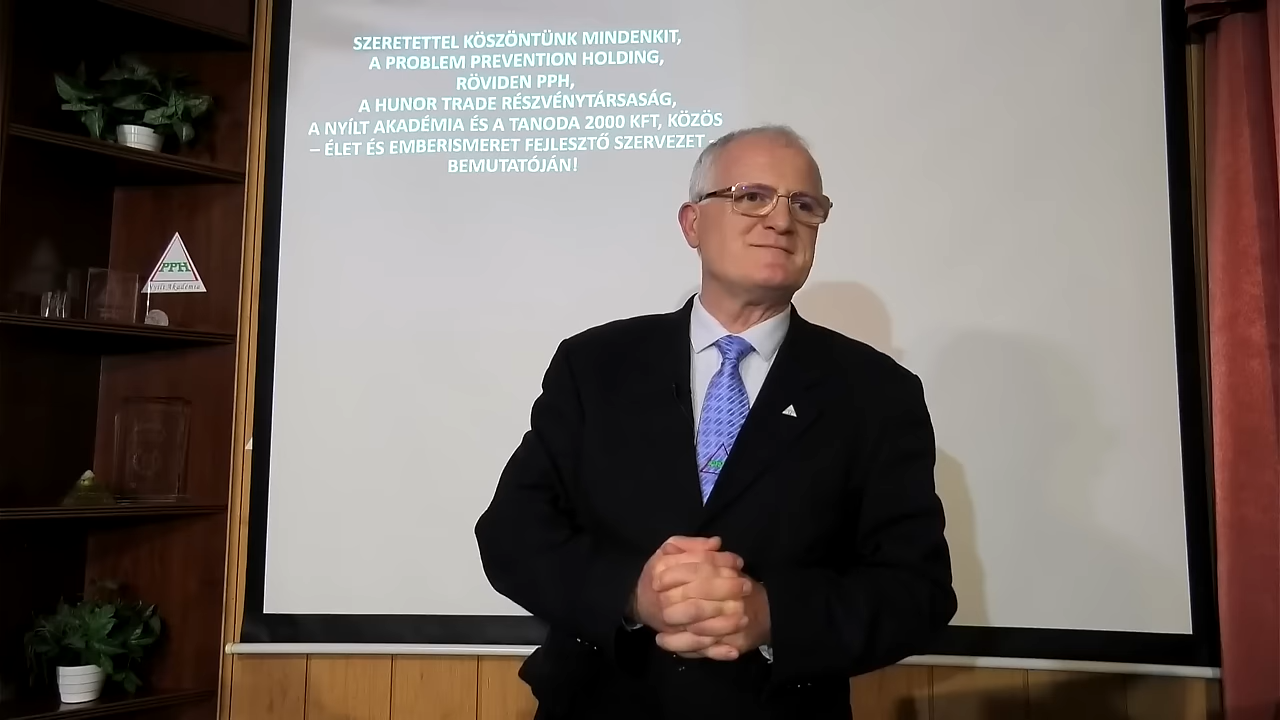 SZERETETTEL KÖSZÖNTÜNK MINDENKIT,
A PROBLEM PREVENTION HOLDING,
RÖVIDEN PPH,
A HUNOR TRADE RÉSZVÉNYTÁRSASÁG,
A NYÍLT AKADÉMIA ÉS A TANODA 2000 KFT, KÖZÖS
– ÉLET ÉS EMBERISMERET FEJLESZTŐ SZERVEZET –
BEMUTATÓJÁN!
PPH
Nyílt Akadémia